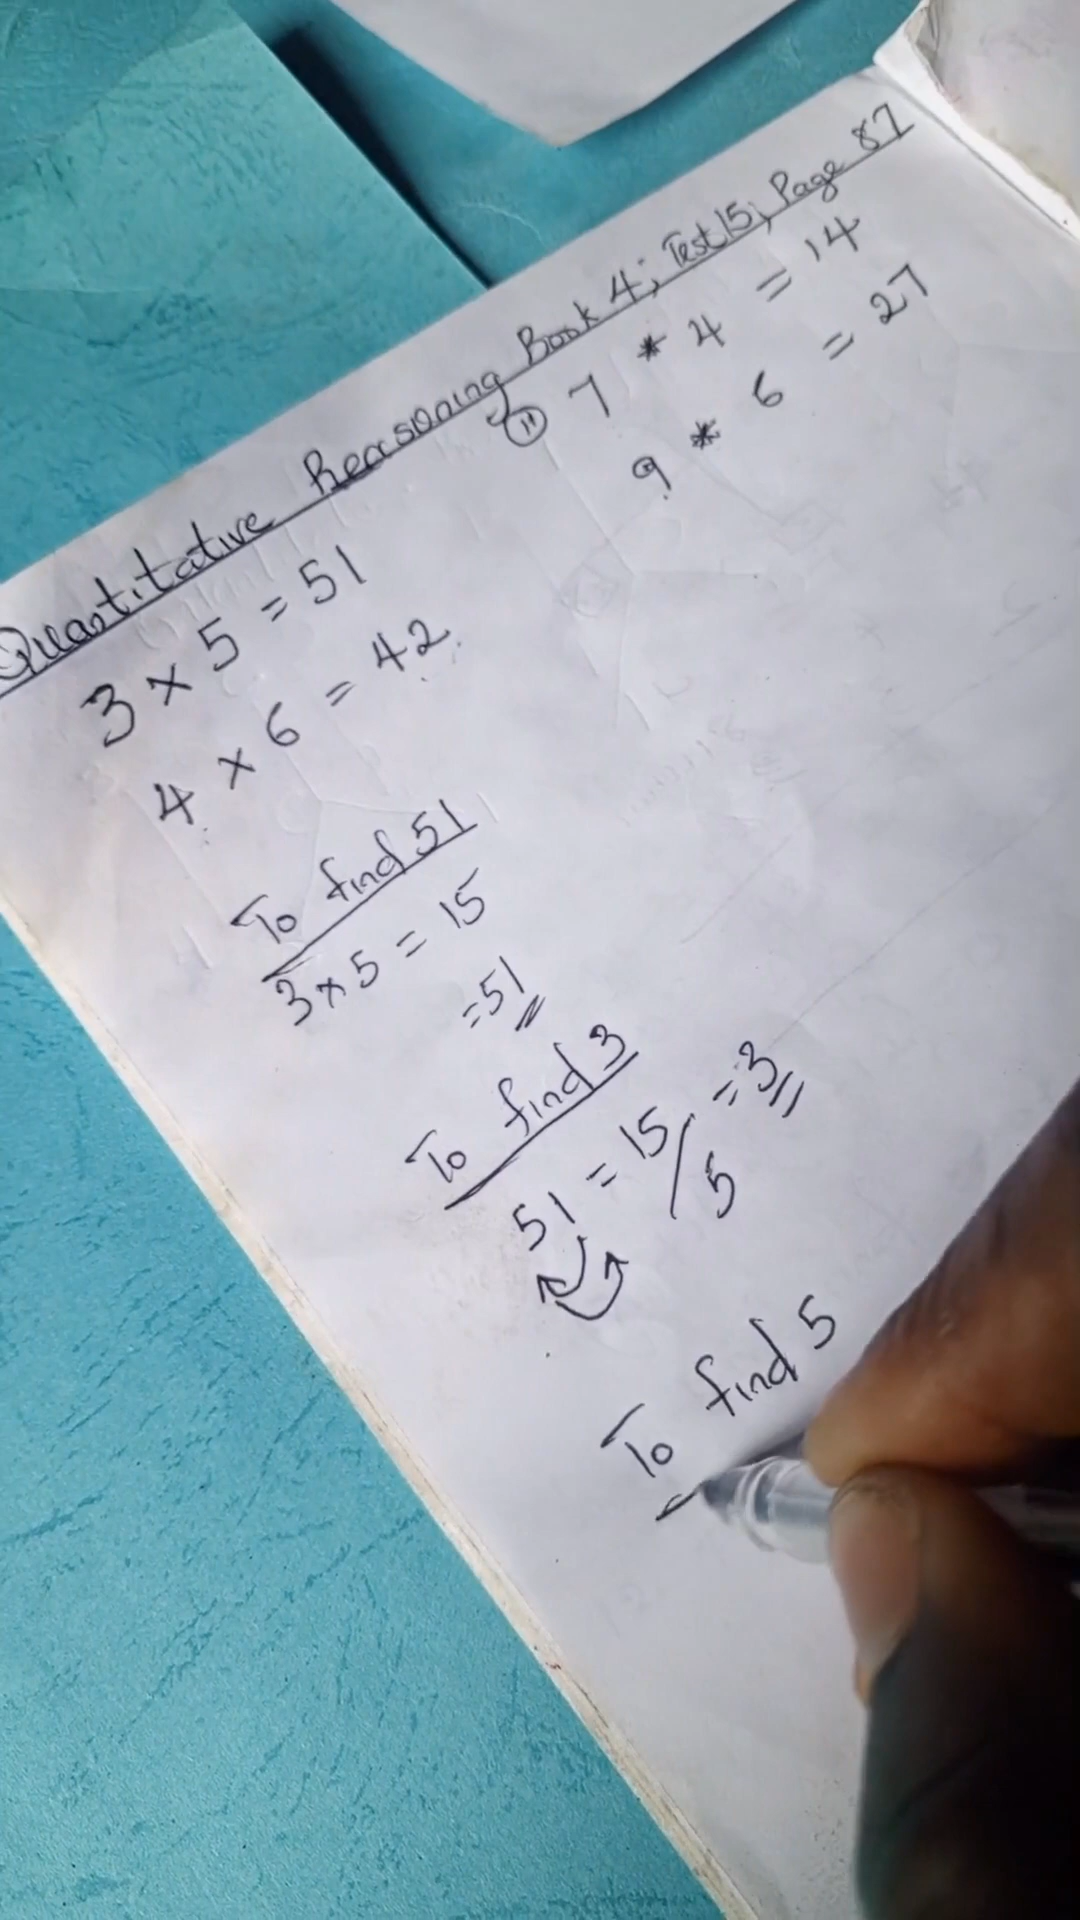 Quantitative Reasoning Book 4; Test 15, Page 87
3 × 5 = 51
4 × 6 = 42
(ii) 7 * 4 = 14
9 * 6 = 27
To find 51
3 × 5 = 15
= 51
To find 3
51 = 15/5 = 3
To find 5